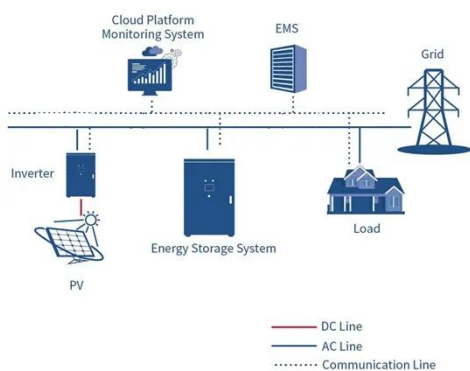 Cloud Platform
Monitoring System
EMS
Grid
Inverter
Energy Storage System
Load
PV
DC Line
AC Line
Communication Line